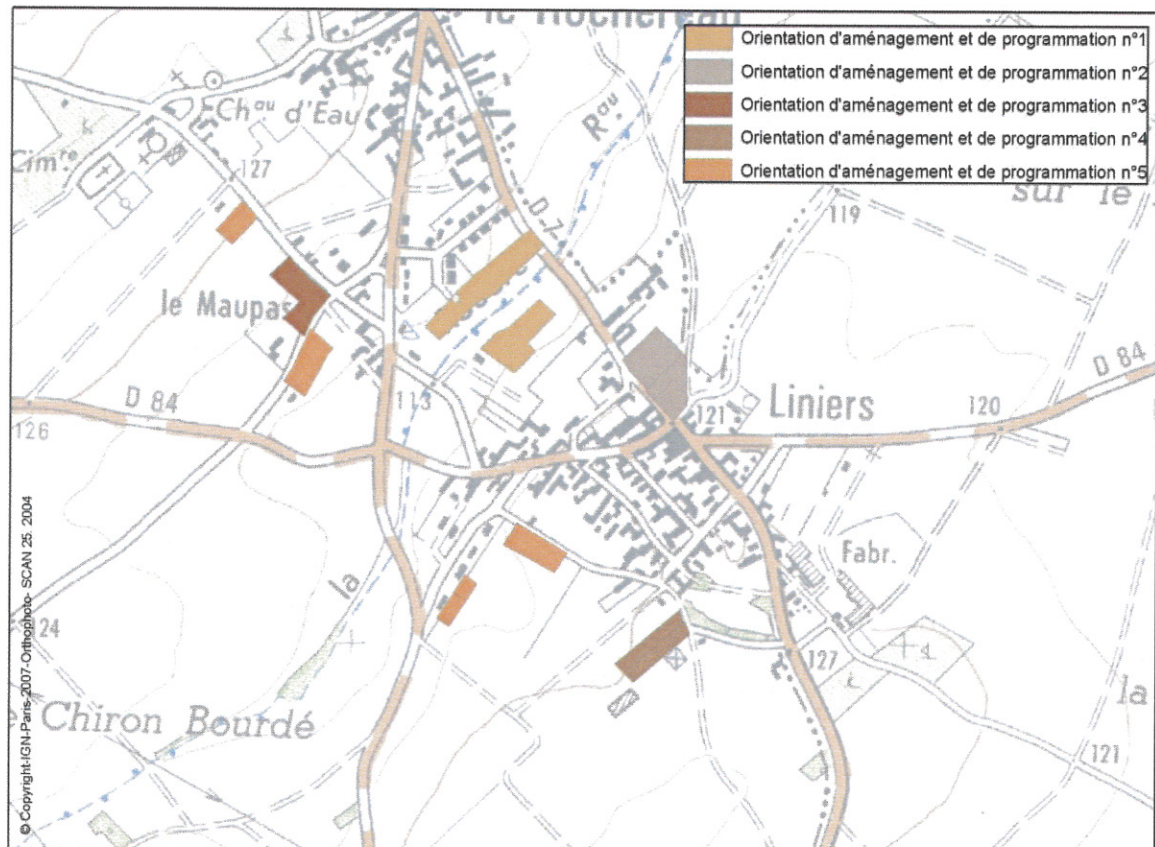 le Rochereau
Orientation d'aménagement et de programmation n°1
Orientation d'aménagement et de programmation n°2
Orientation d'aménagement et de programmation n°3
Orientation d'aménagement et de programmation n°4
Orientation d'aménagement et de programmation n°5
Ch.au d'Eau
R.au
Cim.re
127
sur le
119
D-7
le Maupas
D 84
113
126
121
Liniers
120
D 84
Fabr.
la
124
127
Chiron Bourdé
la
121
© Copyright-IGN-Paris-2007-Orthophoto- SCAN 25 2004